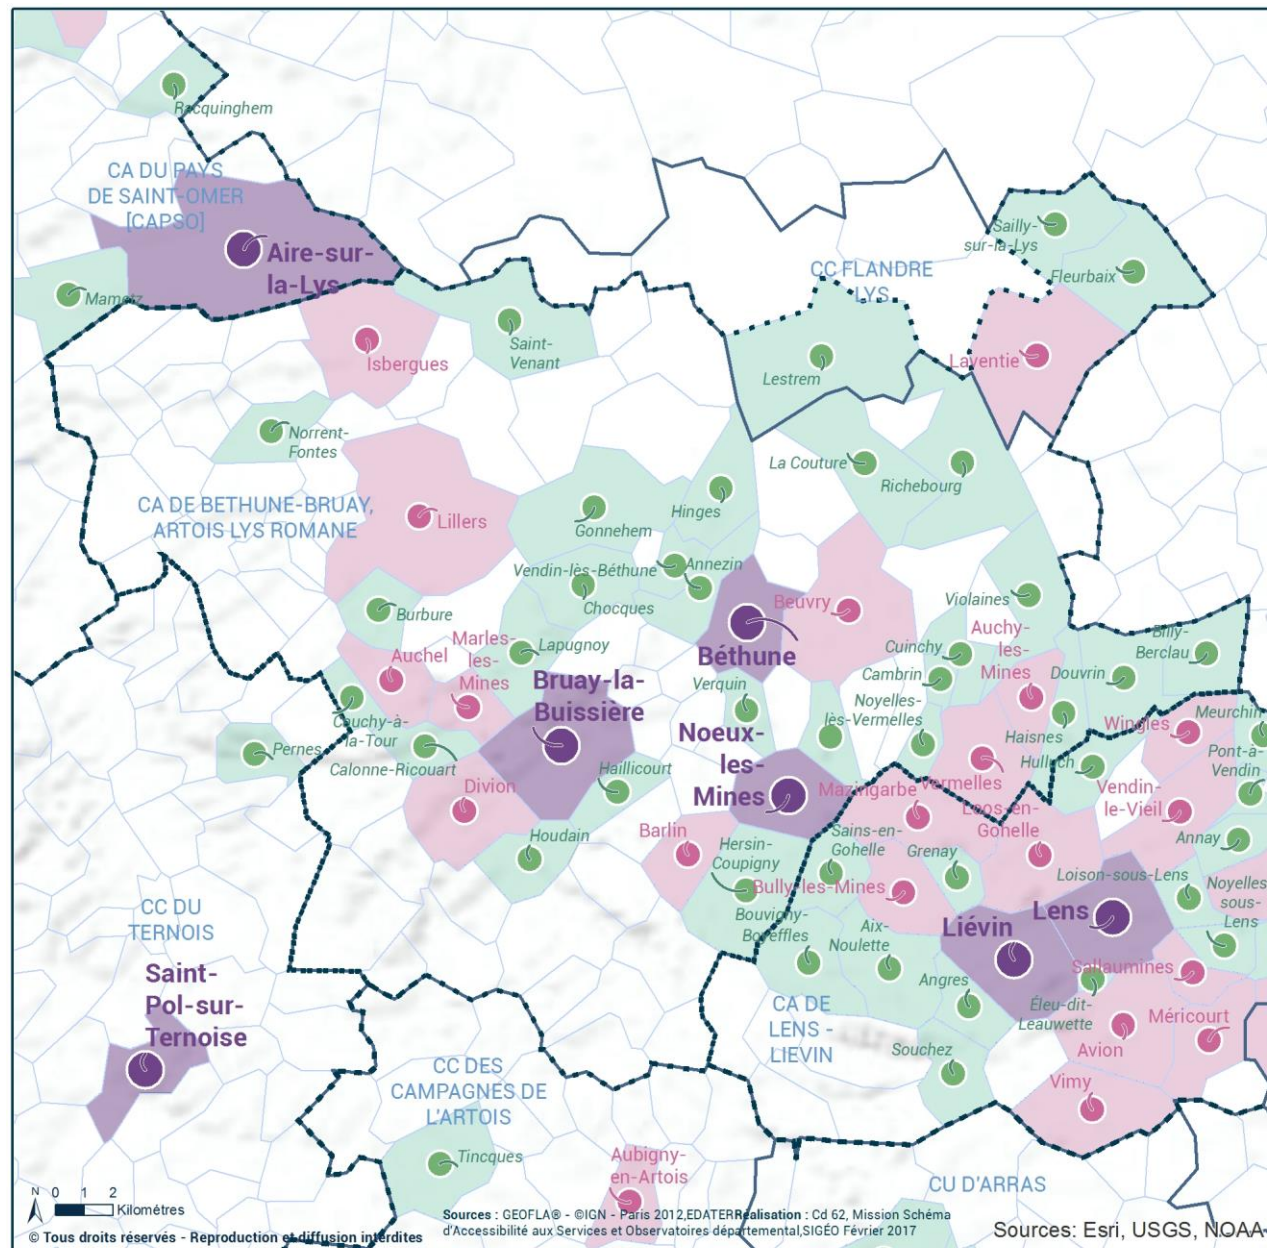 Racquinghem
CA DU PAYS
DE SAINT-OMER
[CAPSO]
Aire-sur-
la-Lys
Mametz
Isbergues
Saint-
Venant
Sailly-
sur-la-Lys
Fleurbaix
CC FLANDRE
LYS
Laventie
Lestrem
Norrent-
Fontes
La Couture
Richebourg
Hinges
CA DE BETHUNE-BRUAY,
ARTOIS LYS ROMANE
Lillers
Gonnehem
Vendin-lès-Béthune
Annezin
Chocques
Burbure
Beuvry
Violaines
Marles-
les-
Mines
Lapugnoy
Auchel
Béthune
Cuinchy
Auchy-
les-
Mines
Billy-
Berclau
Cambrin
Douvrin
Bruay-la-
Buissière
Verquin
Noyelles-
lès-Vermelles
Cauchy-à-
la-Tour
Pernes
Calonne-Ricouart
Noeux-
les-
Mines
Haisnes
Wingles
Meurchin
Hulluch
Pont-à-
Vendin
Haillicourt
Divion
Mazingarbe
Vermelles
Vendin-
le-Vieil
Loos-en-
Gohelle
Houdain
Barlin
Hersin-
Coupigny
Sains-en-
Gohelle
Grenay
Annay
Bully-les-Mines
Loison-sous-Lens
Noyelles-
sous-
Lens
Bouvigny-
Boyeffles
Aix-
Noulette
Liévin
Lens
CC DU
TERNOIS
Sallaumines
Saint-
Pol-sur-
Ternoise
Angres
Éleu-dit-
Leauwette
Méricourt
CA DE
LENS -
LIEVIN
Avion
Souchez
Vimy
CC DES
CAMPAGNES DE
L'ARTOIS
Tincques
Aubigny-
en-Artois
CU D'ARRAS
N
0 1 2
Kilomètres
Sources : GEOFLA® - ©IGN - Paris 2012,EDATERRéalisation : Cd 62, Mission Schéma
d'Accessibilité aux Services et Observatoires départemental,SIGÉO Février 2017
© Tous droits réservés - Reproduction et diffusion interdites
Sources: Esri, USGS, NOAA